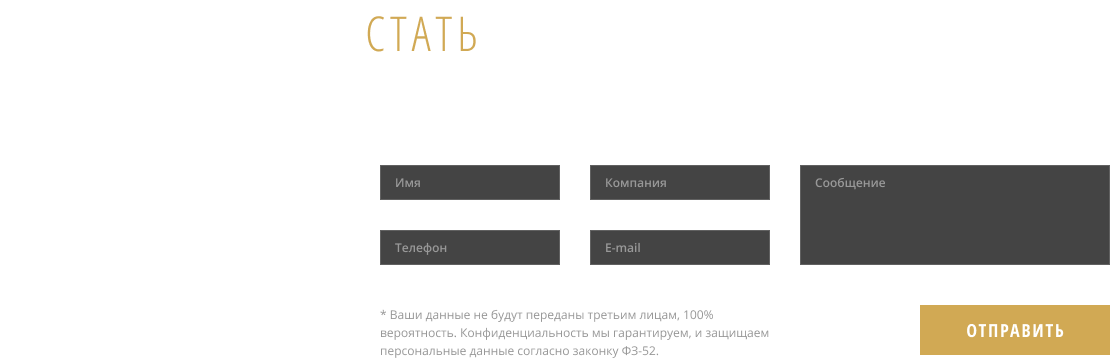 СТАТЬ
Имя
Компания
Сообщение
Телефон
E-mail
* Ваши данные не будут переданы третьим лицам, 100%
вероятность. Конфиденциальность мы гарантируем, и защищаем
персональные данные согласно законку ФЗ-52.
ОТПРАВИТЬ